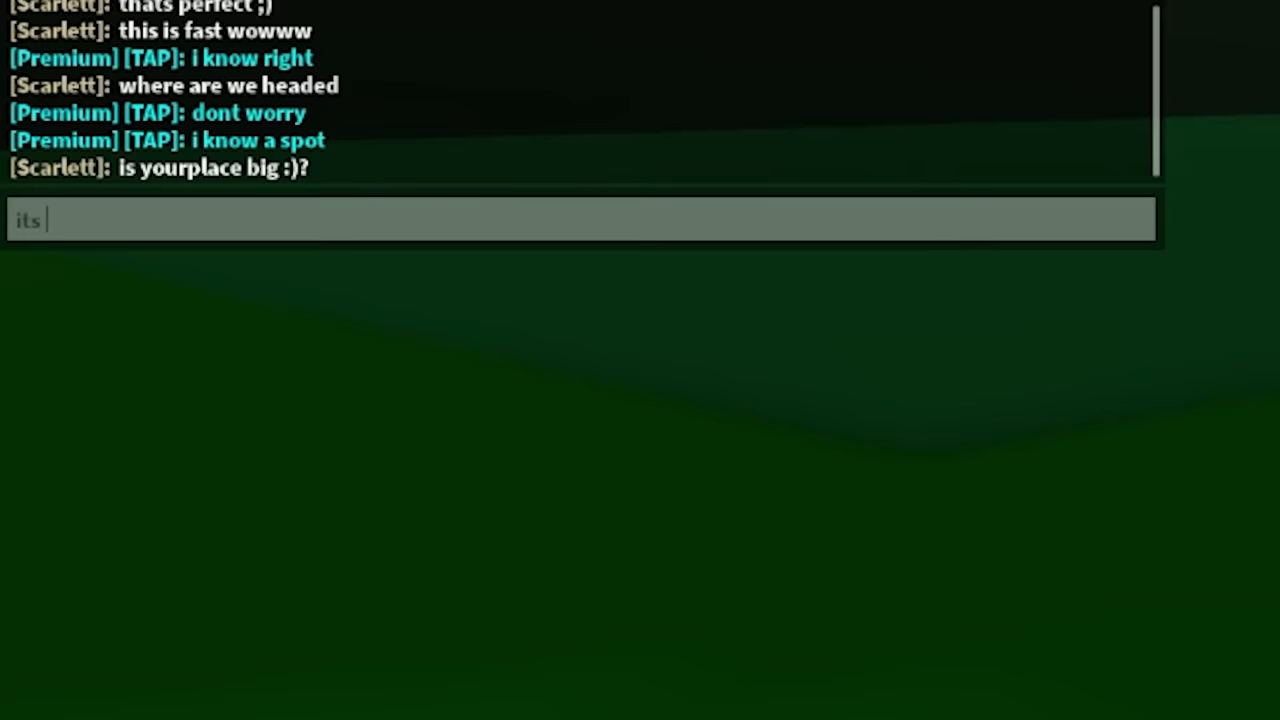 [Scarlett]: thats perfect ;)
[Scarlett]: this is fast wowww
[Premium] [TAP]: i know right
[Scarlett]: where are we headed
[Premium] [TAP]: dont worry
[Premium] [TAP]: i know a spot
[Scarlett]: is yourplace big :)?
its